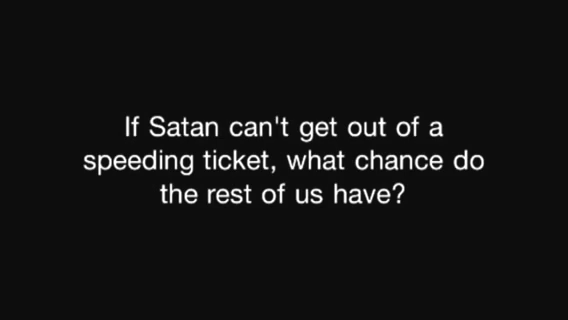 If Satan can't get out of a
speeding ticket, what chance do
the rest of us have?